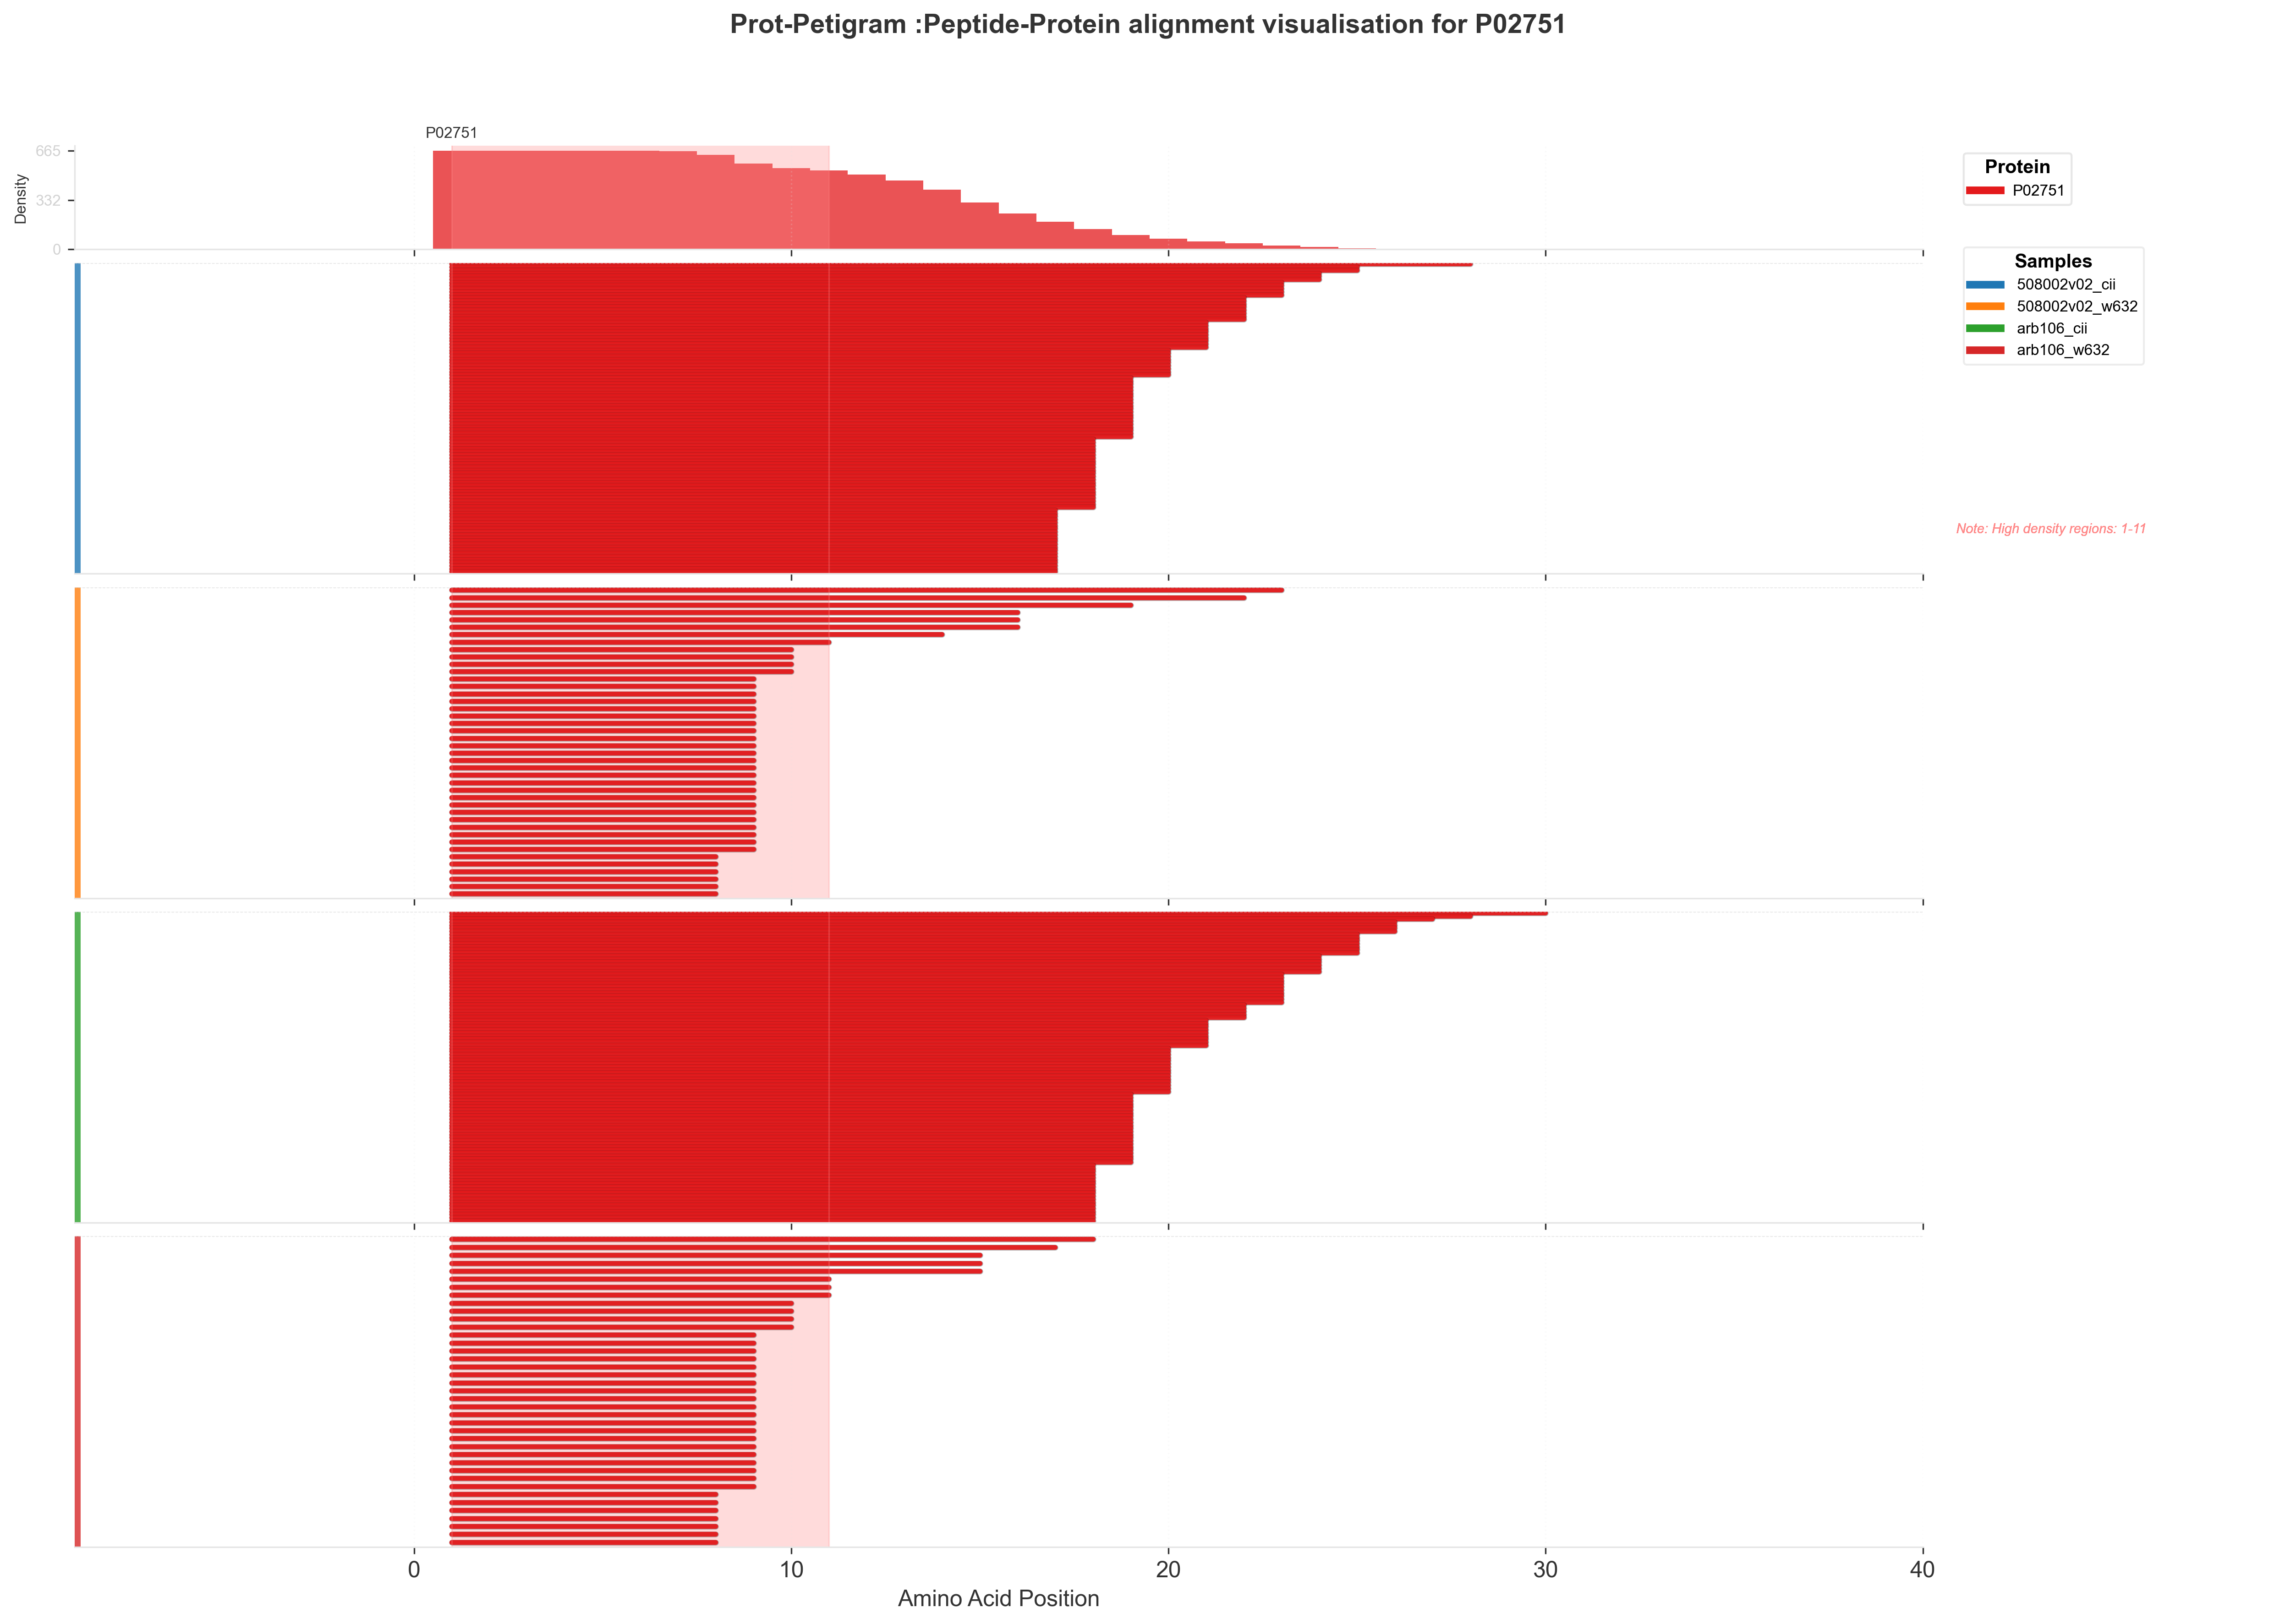 Prot-Petigram :Peptide-Protein alignment visualisation for P02751
P02751
665
332
0
Density
Protein
P02751
Samples
508002v02_cii
508002v02_w632
arb106_cii
arb106_w632
Note: High density regions: 1-11
0
10
20
30
40
Amino Acid Position